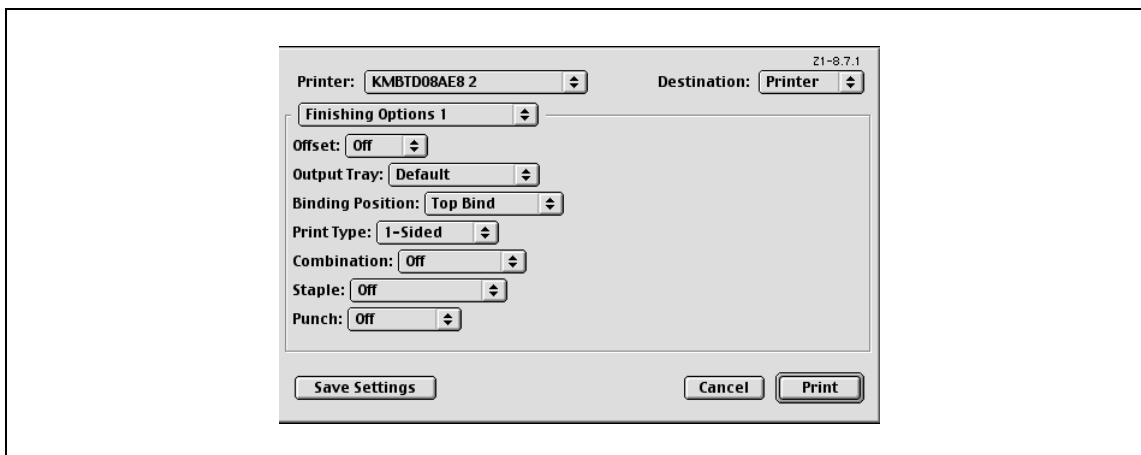 Z1-8.7.1
Printer: KMBTD08AE8 2 Destination: Printer
Finishing Options 1
Offset: Off
Output Tray: Default
Binding Position: Top Bind
Print Type: 1-Sided
Combination: Off
Staple: Off
Punch: Off
Save Settings Cancel Print